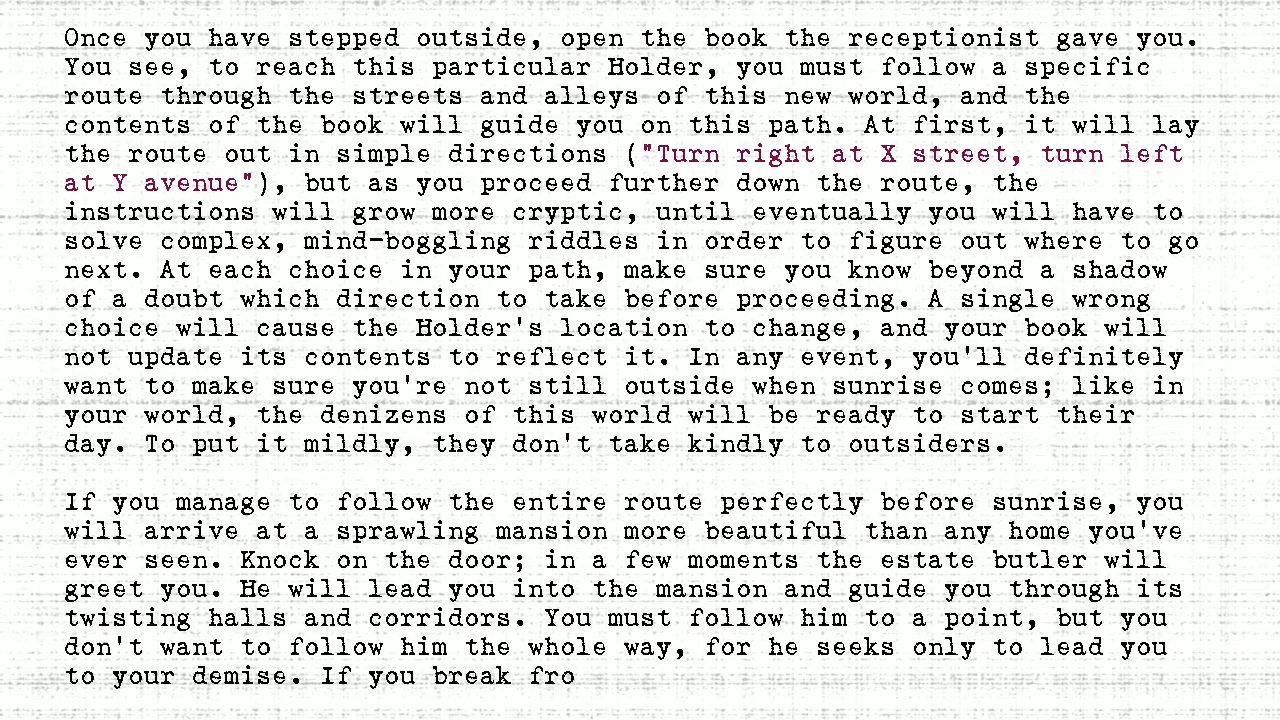 Once you have stepped outside, open the book the receptionist gave you.
You see, to reach this particular Holder, you must follow a specific
route through the streets and alleys of this new world, and the
contents of the book will guide you on this path. At first, it will lay
the route out in simple directions ("Turn right at X street, turn left
at Y avenue"), but as you proceed further down the route, the
instructions will grow more cryptic, until eventually you will have to
solve complex, mind-boggling riddles in order to figure out where to go
next. At each choice in your path, make sure you know beyond a shadow
of a doubt which direction to take before proceeding. A single wrong
choice will cause the Holder's location to change, and your book will
not update its contents to reflect it. In any event, you'll definitely
want to make sure you're not still outside when sunrise comes; like in
your world, the denizens of this world will be ready to start their
day. To put it mildly, they don't take kindly to outsiders.
If you manage to follow the entire route perfectly before sunrise, you
will arrive at a sprawling mansion more beautiful than any home you've
ever seen. Knock on the door; in a few moments the estate butler will
greet you. He will lead you into the mansion and guide you through its
twisting halls and corridors. You must follow him to a point, but you
don't want to follow him the whole way, for he seeks only to lead you
to your demise. If you break fro